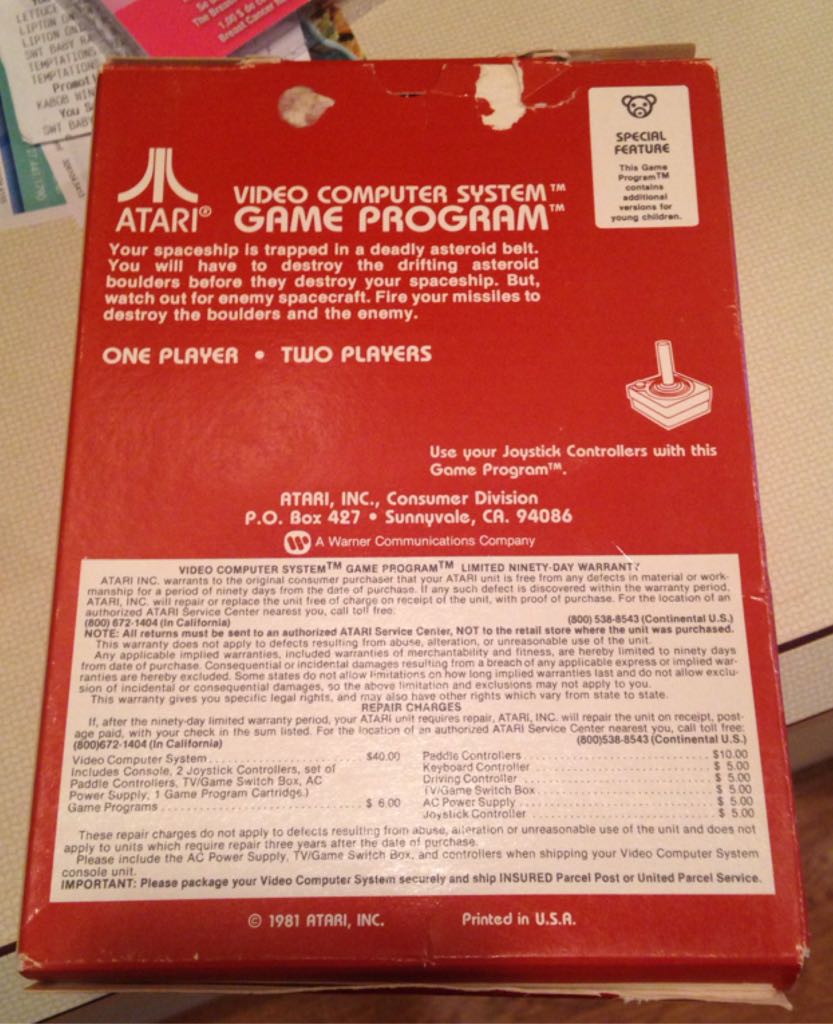 LETTUCE
LIPTON ON
LIPTON ON
SWT BABY RA
TEMPTATIONS
TEMPTATIONS
Promot
KABOB WIN
You S
SWT BABY
So
The Breas
1,00 $ de c
Breast Cancer
SPECIAL
FEATURE
This Game
Program™
contains
additional
versions for
young children.
ATARI®
VIDEO COMPUTER SYSTEM™
GAME PROGRAM™
Your spaceship is trapped in a deadly asteroid belt.
You will have to destroy the drifting asteroid
boulders before they destroy your spaceship. But,
watch out for enemy spacecraft. Fire your missiles to
destroy the boulders and the enemy.
ONE PLAYER • TWO PLAYERS
Use your Joystick Controllers with this
Game Program™.
ATARI, INC., Consumer Division
P.O. Box 427 • Sunnyvale, CA. 94086
A Warner Communications Company
VIDEO COMPUTER SYSTEM™ GAME PROGRAM™ LIMITED NINETY-DAY WARRANTY
ATARI INC. warrants to the original consumer purchaser that your ATARI unit is free from any defects in material or work-
manship for a period of ninety days from the date of purchase. If any such defect is discovered within the warranty period,
ATARI, INC. will repair or replace the unit free of charge on receipt of the unit, with proof of purchase. For the location of an
authorized ATARI Service Center nearest you, call toll free:
(800) 672-1404 (In California) (800) 538-8543 (Continental U.S.)
NOTE: All returns must be sent to an authorized ATARI Service Center, NOT to the retail store where the unit was purchased.
This warranty does not apply to defects resulting from abuse, alteration, or unreasonable use of the unit.
Any applicable implied warranties, included warranties of merchantability and fitness, are hereby limited to ninety days
from date of purchase. Consequential or incidental damages resulting from a breach of any applicable express or implied war-
ranties are hereby excluded. Some states do not allow limitations on how long implied warranties last and do not allow exclu-
sion of incidental or consequential damages, so the above limitation and exclusions may not apply to you.
This warranty gives you specific legal rights, and may also have other rights which vary from state to state.
REPAIR CHARGES
If, after the ninety-day limited warranty period, your ATARI unit requires repair, ATARI, INC. will repair the unit on receipt, post-
age paid, with your check in the sum listed. For the location of an authorized ATARI Service Center nearest you, call toll free:
(800)672-1404 (In California) (800)538-8543 (Continental U.S.)
Video Computer System . . . . . . . . . . . . . . . . . . . . . $40.00
Includes Console, 2 Joystick Controllers, set of
Paddle Controllers, TV/Game Switch Box, AC
Power Supply, 1 Game Program Cartridge.)
Game Programs . . . . . . . . . . . . . . . . . . . . . . . . . . . $ 6.00
Paddle Controllers . . . . . . . . . . . . . . . . . . . . . . . . . $10.00
Keyboard Controller . . . . . . . . . . . . . . . . . . . . . . . . $ 5.00
Driving Controller . . . . . . . . . . . . . . . . . . . . . . . . . . $ 5.00
TV/Game Switch Box . . . . . . . . . . . . . . . . . . . . . . . $ 5.00
AC Power Supply . . . . . . . . . . . . . . . . . . . . . . . . . . $ 5.00
Joystick Controller . . . . . . . . . . . . . . . . . . . . . . . . . $ 5.00
These repair charges do not apply to defects resulting from abuse, alteration or unreasonable use of the unit and does not
apply to units which require repair three years after the date of purchase.
Please include the AC Power Supply, TV/Game Switch Box, and controllers when shipping your Video Computer System
console unit.
IMPORTANT: Please package your Video Computer System securely and ship INSURED Parcel Post or United Parcel Service.
© 1981 ATARI, INC. Printed in U.S.A.